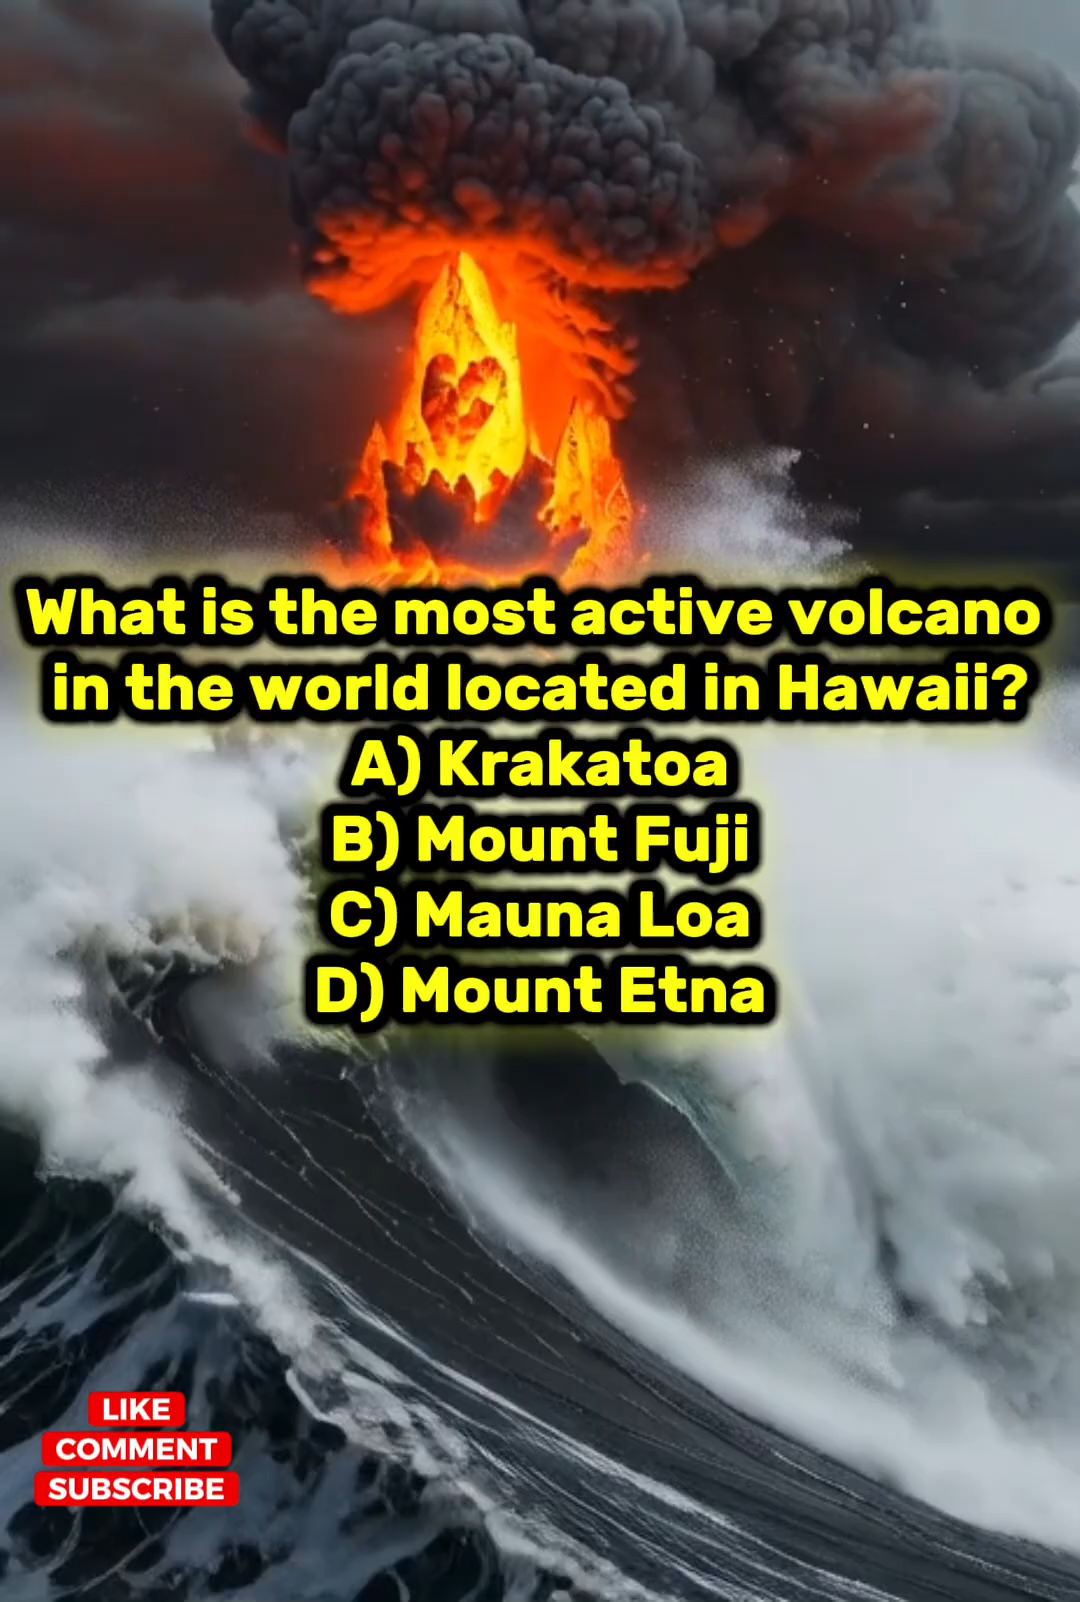 What is the most active volcano
in the world located in Hawaii?
A) Krakatoa
B) Mount Fuji
C) Mauna Loa
D) Mount Etna
LIKE
COMMENT
SUBSCRIBE